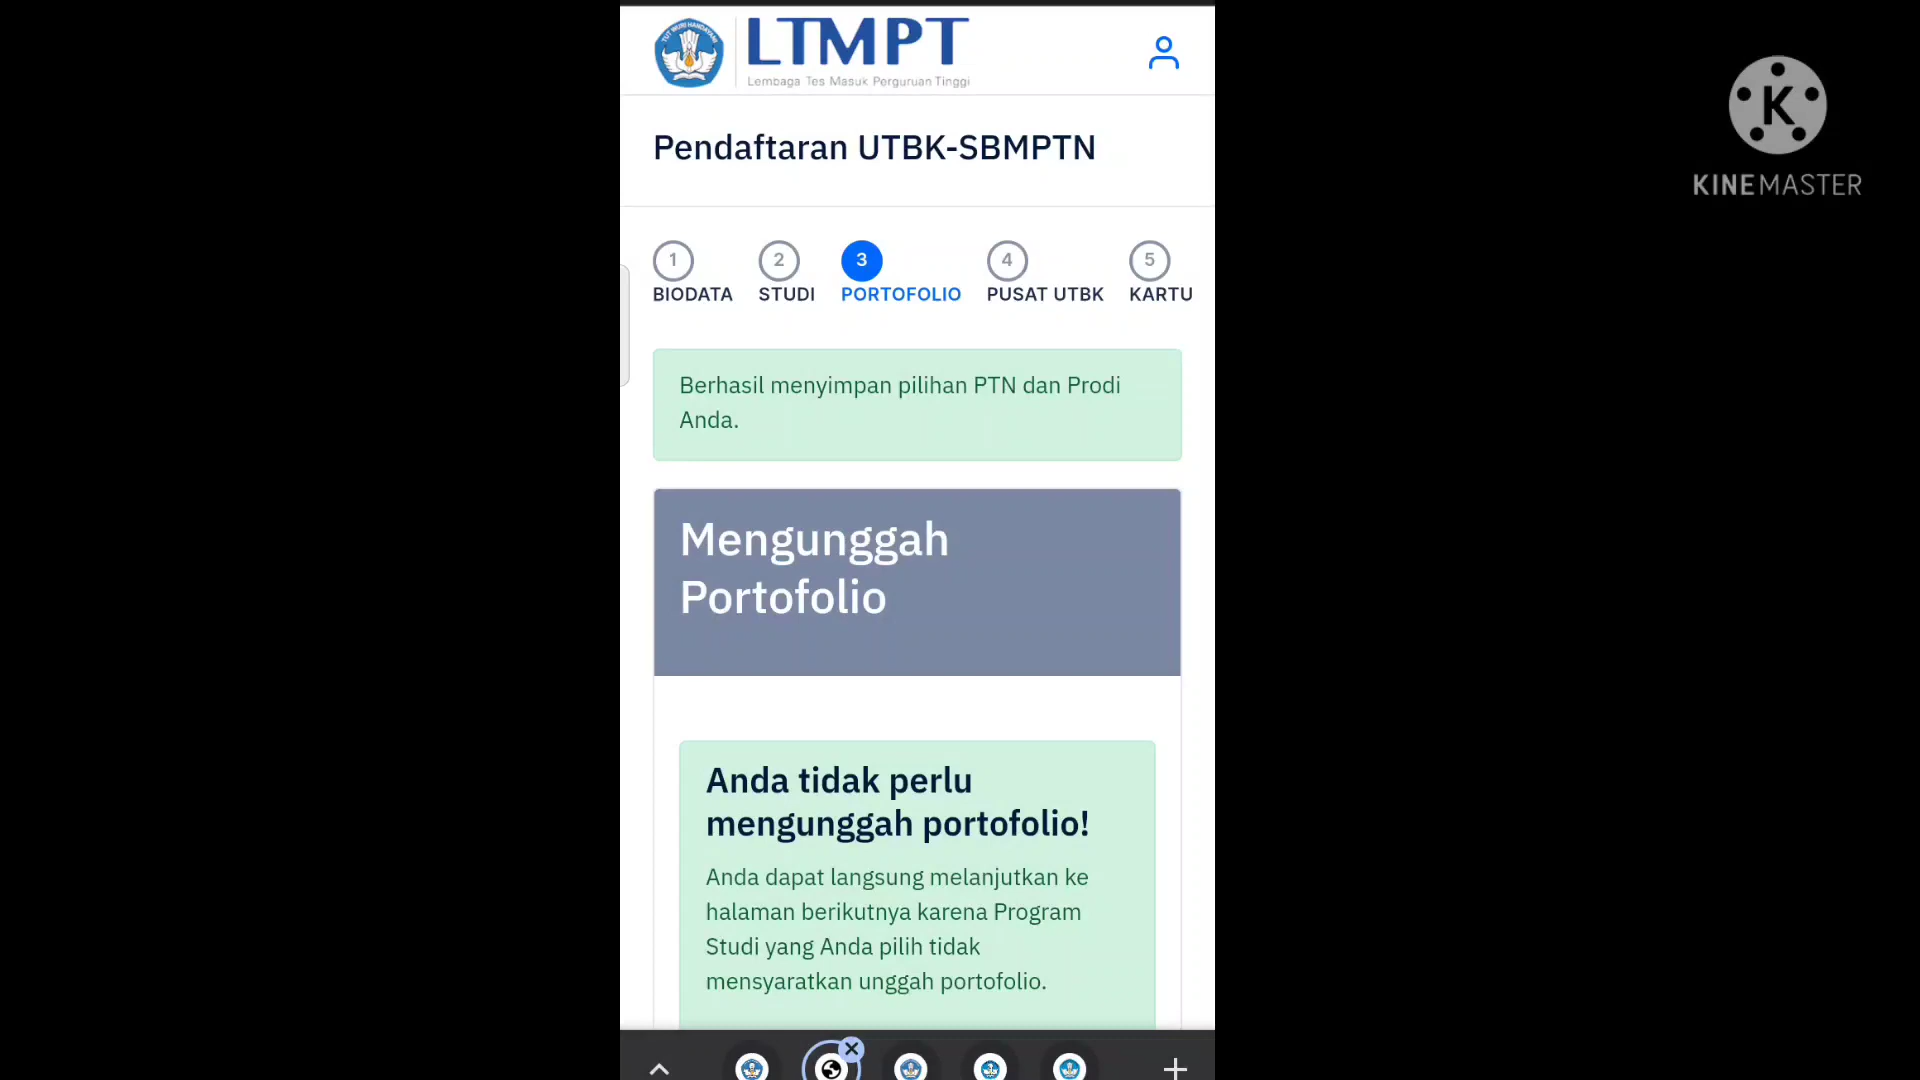 LTMPT
Lembaga Tes Masuk Perguruan Tinggi
K
KINEMASTER
Pendaftaran UTBK-SBMPTN
1 2 3 4 5
BIODATA STUDI PORTOFOLIO PUSAT UTBK KARTU
Berhasil menyimpan pilihan PTN dan Prodi
Anda.
Mengunggah
Portofolio
Anda tidak perlu
mengunggah portofolio!
Anda dapat langsung melanjutkan ke
halaman berikutnya karena Program
Studi yang Anda pilih tidak
mensyaratkan unggah portofolio.